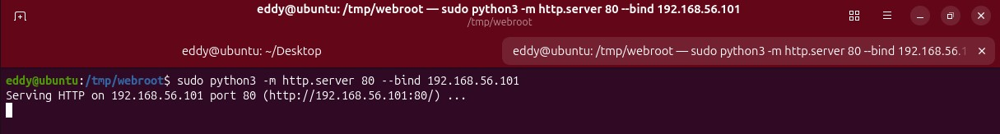 eddy@ubuntu: /tmp/webroot — sudo python3 -m http.server 80 --bind 192.168.56.101
/tmp/webroot
eddy@ubuntu: ~/Desktop
eddy@ubuntu: /tmp/webroot — sudo python3 -m http.server 80 --bind 192.168.56.1
eddy@ubuntu:/tmp/webroot$ sudo python3 -m http.server 80 --bind 192.168.56.101
Serving HTTP on 192.168.56.101 port 80 (http://192.168.56.101:80/) ...